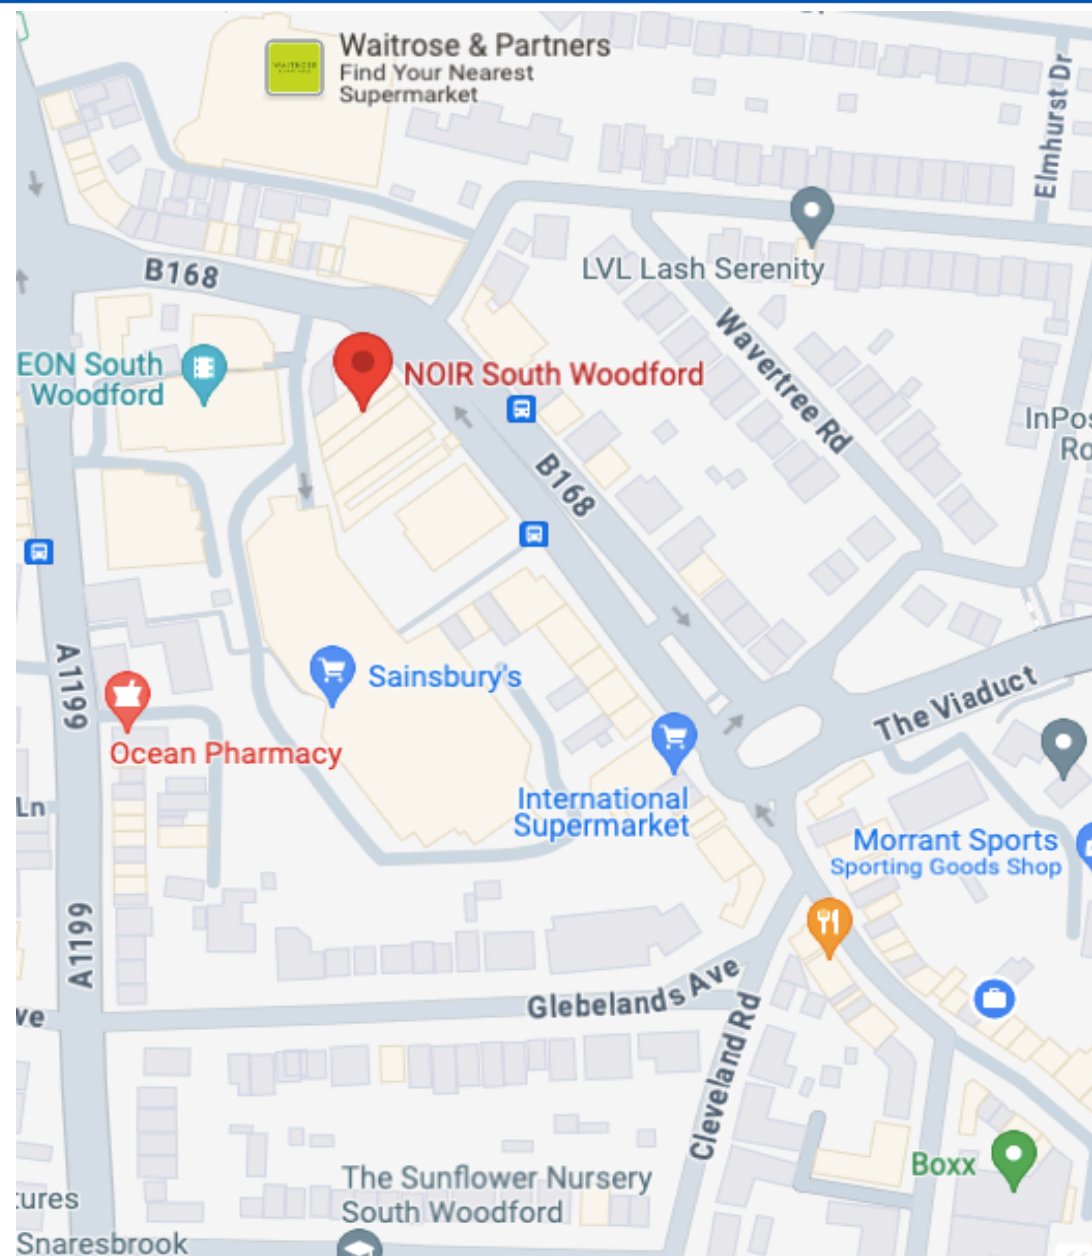 Waitrose & Partners
Find Your Nearest
Supermarket
WAITROSE
Elmhurst Dr
B168
LVL Lash Serenity
EON South
Woodford
NOIR South Woodford
Wavertree Rd
InPos
Ro
B168
A1199
Sainsbury's
The Viaduct
Ocean Pharmacy
Ln
International
Supermarket
Morrant Sports
Sporting Goods Shop
A1199
Glebelands Ave
ve
Cleveland Rd
Boxx
The Sunflower Nursery
South Woodford
tures
Snaresbrook